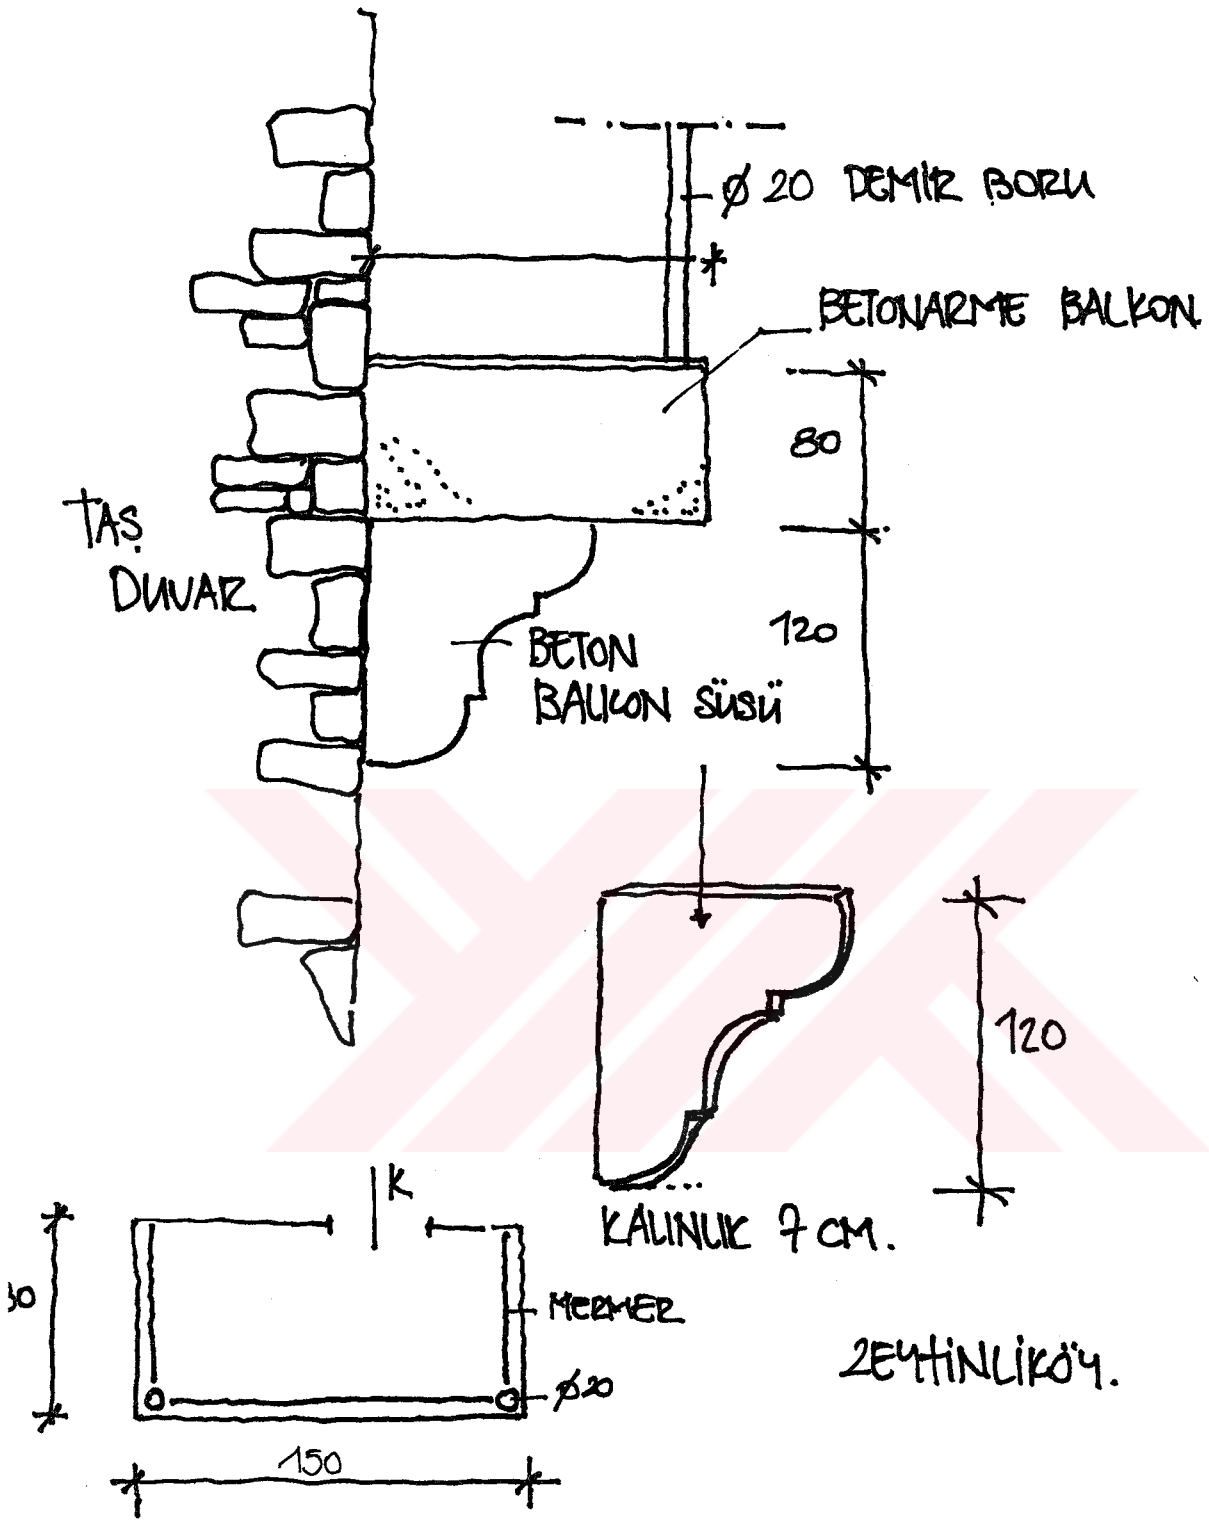 Ø 20 DEMİR BORU
BETONARME BALKON
80
TAŞ
DUVAR
120
BETON
BALKON SÜSÜ
120
K
KALINLIK 7 CM.
MERMER
Ø 20
ZEYTİNLİKÖY.
150